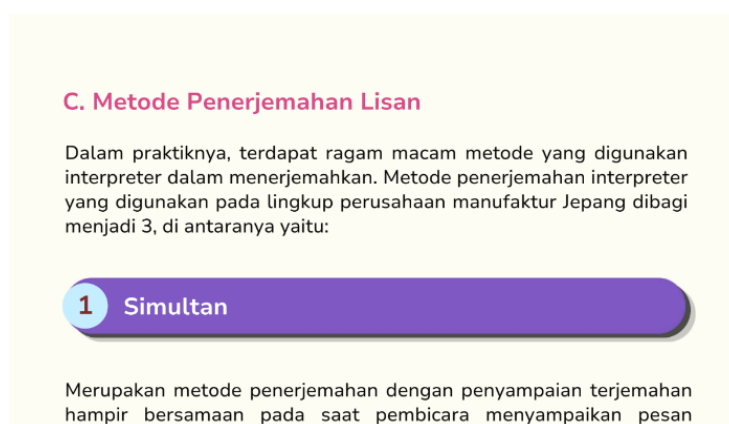 C. Metode Penerjemahan Lisan
Dalam praktiknya, terdapat ragam macam metode yang digunakan
interpreter dalam menerjemahkan. Metode penerjemahan interpreter
yang digunakan pada lingkup perusahaan manufaktur Jepang dibagi
menjadi 3, di antaranya yaitu:
1 Simultan
Merupakan metode penerjemahan dengan penyampaian terjemahan
hampir bersamaan pada saat pembicara menyampaikan pesan